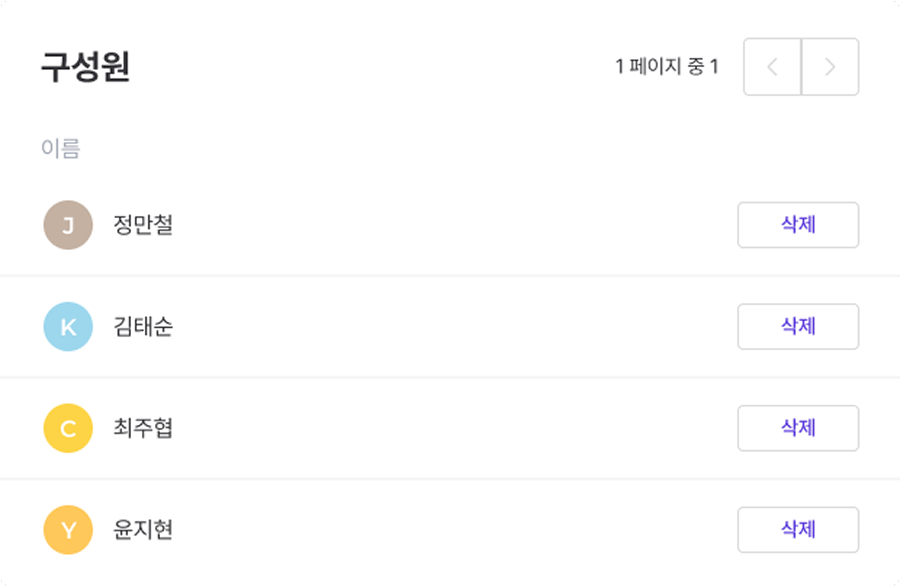 구성원
1 페이지 중 1
이름
J 정만철 삭제
K 김태순 삭제
C 최주협 삭제
Y 윤지현 삭제